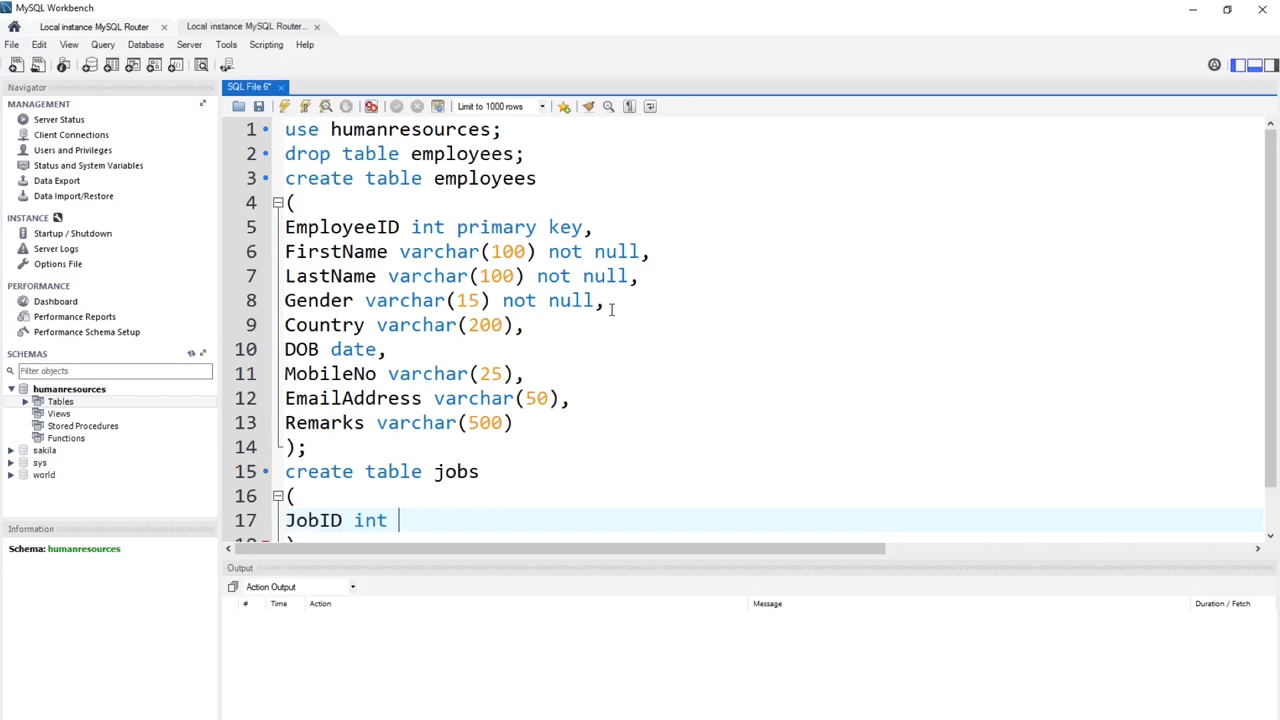 MySQL Workbench
Local instance MySQL Router
Local instance MySQL Router...
File Edit View Query Database Server Tools Scripting Help
Navigator
MANAGEMENT
Server Status
Client Connections
Users and Privileges
Status and System Variables
Data Export
Data Import/Restore
INSTANCE
Startup / Shutdown
Server Logs
Options File
PERFORMANCE
Dashboard
Performance Reports
Performance Schema Setup
SCHEMAS
Filter objects
humanresources
Tables
Views
Stored Procedures
Functions
sakila
sys
world
Information
Schema: humanresources
SQL File 6*
Limit to 1000 rows
1 use humanresources;
2 drop table employees;
3 create table employees
4 (
5 EmployeeID int primary key,
6 FirstName varchar(100) not null,
7 LastName varchar(100) not null,
8 Gender varchar(15) not null,
9 Country varchar(200),
10 DOB date,
11 MobileNo varchar(25),
12 EmailAddress varchar(50),
13 Remarks varchar(500)
14 );
15 create table jobs
16 (
17 JobID int
Output
Action Output
# Time Action Message Duration / Fetch